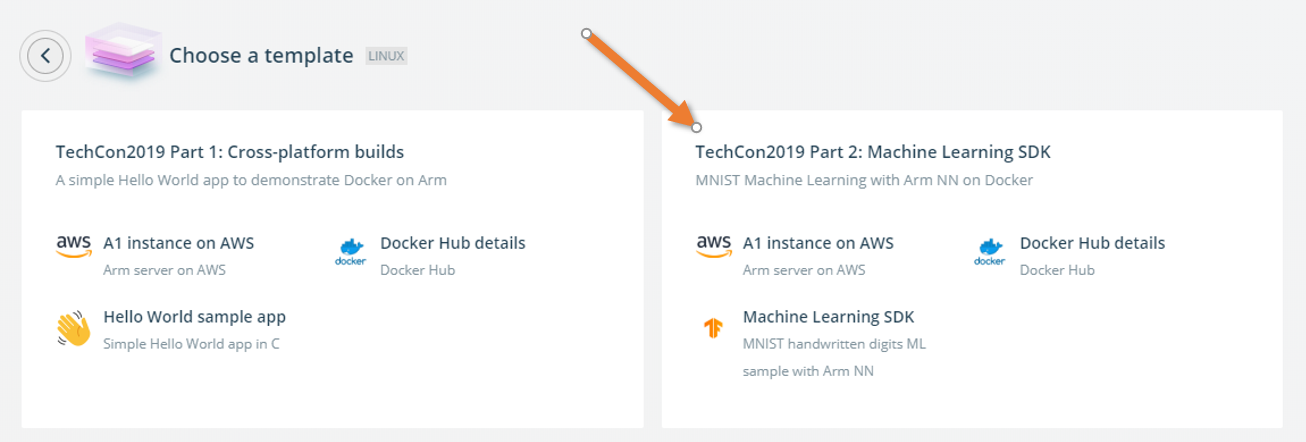 Choose a template LINUX
TechCon2019 Part 1: Cross-platform builds
A simple Hello World app to demonstrate Docker on Arm
aws A1 instance on AWS
Arm server on AWS
docker Docker Hub details
Docker Hub
Hello World sample app
Simple Hello World app in C
TechCon2019 Part 2: Machine Learning SDK
MNIST Machine Learning with Arm NN on Docker
aws A1 instance on AWS
Arm server on AWS
docker Docker Hub details
Docker Hub
Machine Learning SDK
MNIST handwritten digits ML
sample with Arm NN